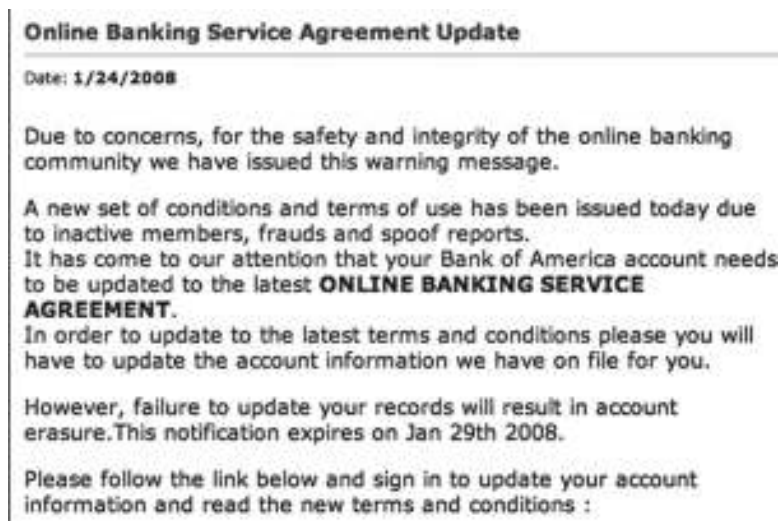 Online Banking Service Agreement Update
Date: 1/24/2008
Due to concerns, for the safety and integrity of the online banking
community we have issued this warning message.
A new set of conditions and terms of use has been issued today due
to inactive members, frauds and spoof reports.
It has come to our attention that your Bank of America account needs
to be updated to the latest ONLINE BANKING SERVICE
AGREEMENT.
In order to update to the latest terms and conditions please you will
have to update the account information we have on file for you.
However, failure to update your records will result in account
erasure.This notification expires on Jan 29th 2008.
Please follow the link below and sign in to update your account
information and read the new terms and conditions :